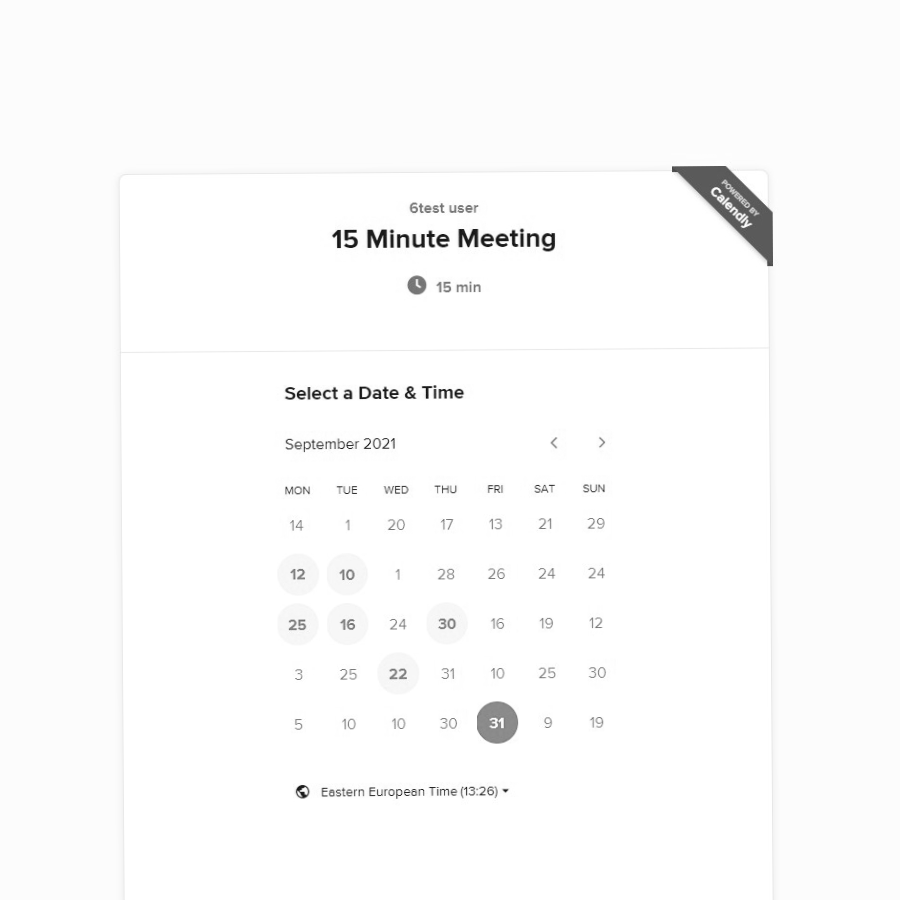 POWERED BY
Calendly
6test user
15 Minute Meeting
15 min
Select a Date & Time
September 2021
MON TUE WED THU FRI SAT SUN
14 1 20 17 13 21 29
12 10 1 28 26 24 24
25 16 24 30 16 19 12
3 25 22 31 10 25 30
5 10 10 30 31 9 19
Eastern European Time (13:26)